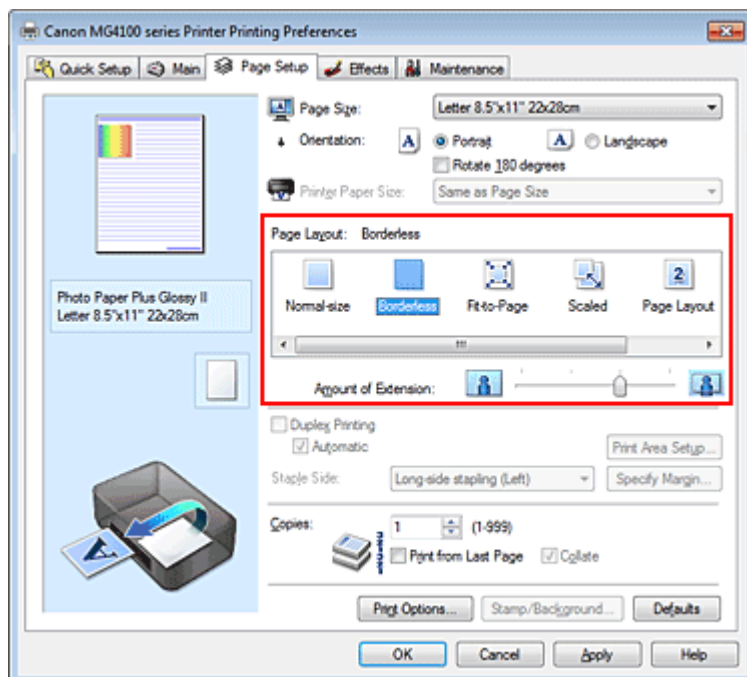 Canon MG4100 series Printer Printing Preferences
Quick Setup Main Page Setup Effects Maintenance
Page Size: Letter 8.5"x11" 22x28cm
Orientation: A Portrait A Landscape
Rotate 180 degrees
Printer Paper Size: Same as Page Size
Page Layout: Borderless
2
Normal-size Borderless Fit-to-Page Scaled Page Layout
Photo Paper Plus Glossy II
Letter 8.5"x11" 22x28cm
Amount of Extension:
Duplex Printing
Automatic Print Area Setup...
Staple Side: Long-side stapling (Left) Specify Margin...
Copies: 1 (1-999)
Print from Last Page Collate
A
Print Options... Stamp/Background... Defaults
OK Cancel Apply Help